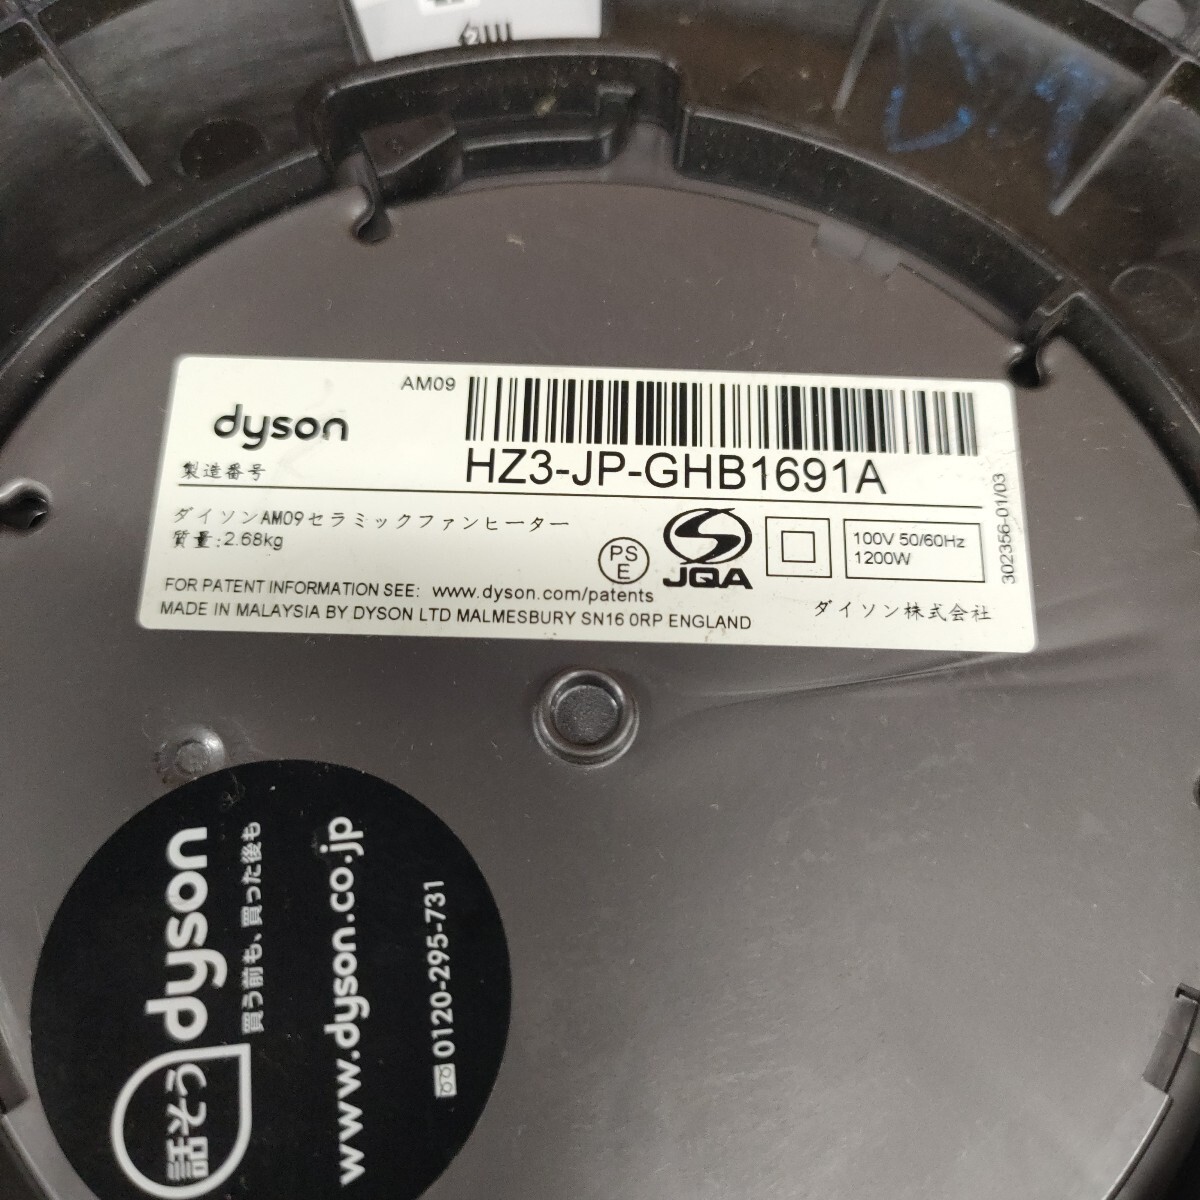 AM09
dyson
製造番号
HZ3-JP-GHB1691A
ダイソンAM09セラミックファンヒーター
質量:2.68kg
PS
E
JQA
100V 50/60Hz
1200W
302356-01/03
FOR PATENT INFORMATION SEE: www.dyson.com/patents
MADE IN MALAYSIA BY DYSON LTD MALMESBURY SN16 0RP ENGLAND
ダイソン株式会社
話そう dyson
買う前も、買った後も
www.dyson.co.jp
0120-295-731